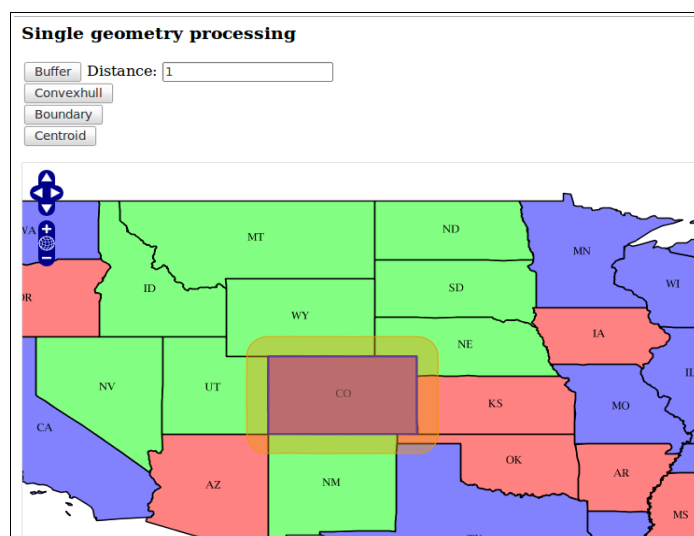 Single geometry processing
Buffer Distance: 1
Convexhull
Boundary
Centroid
WA
MT
ND
MN
OR
ID
SD
WI
WY
IA
NE
NV
UT
CO
KS
MO
IL
CA
AZ
NM
OK
AR
MS